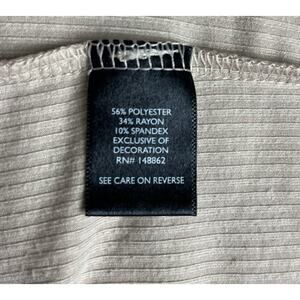 56% POLYESTER
34% RAYON
10% SPANDEX
EXCLUSIVE OF
DECORATION
RN# 148862
SEE CARE ON REVERSE